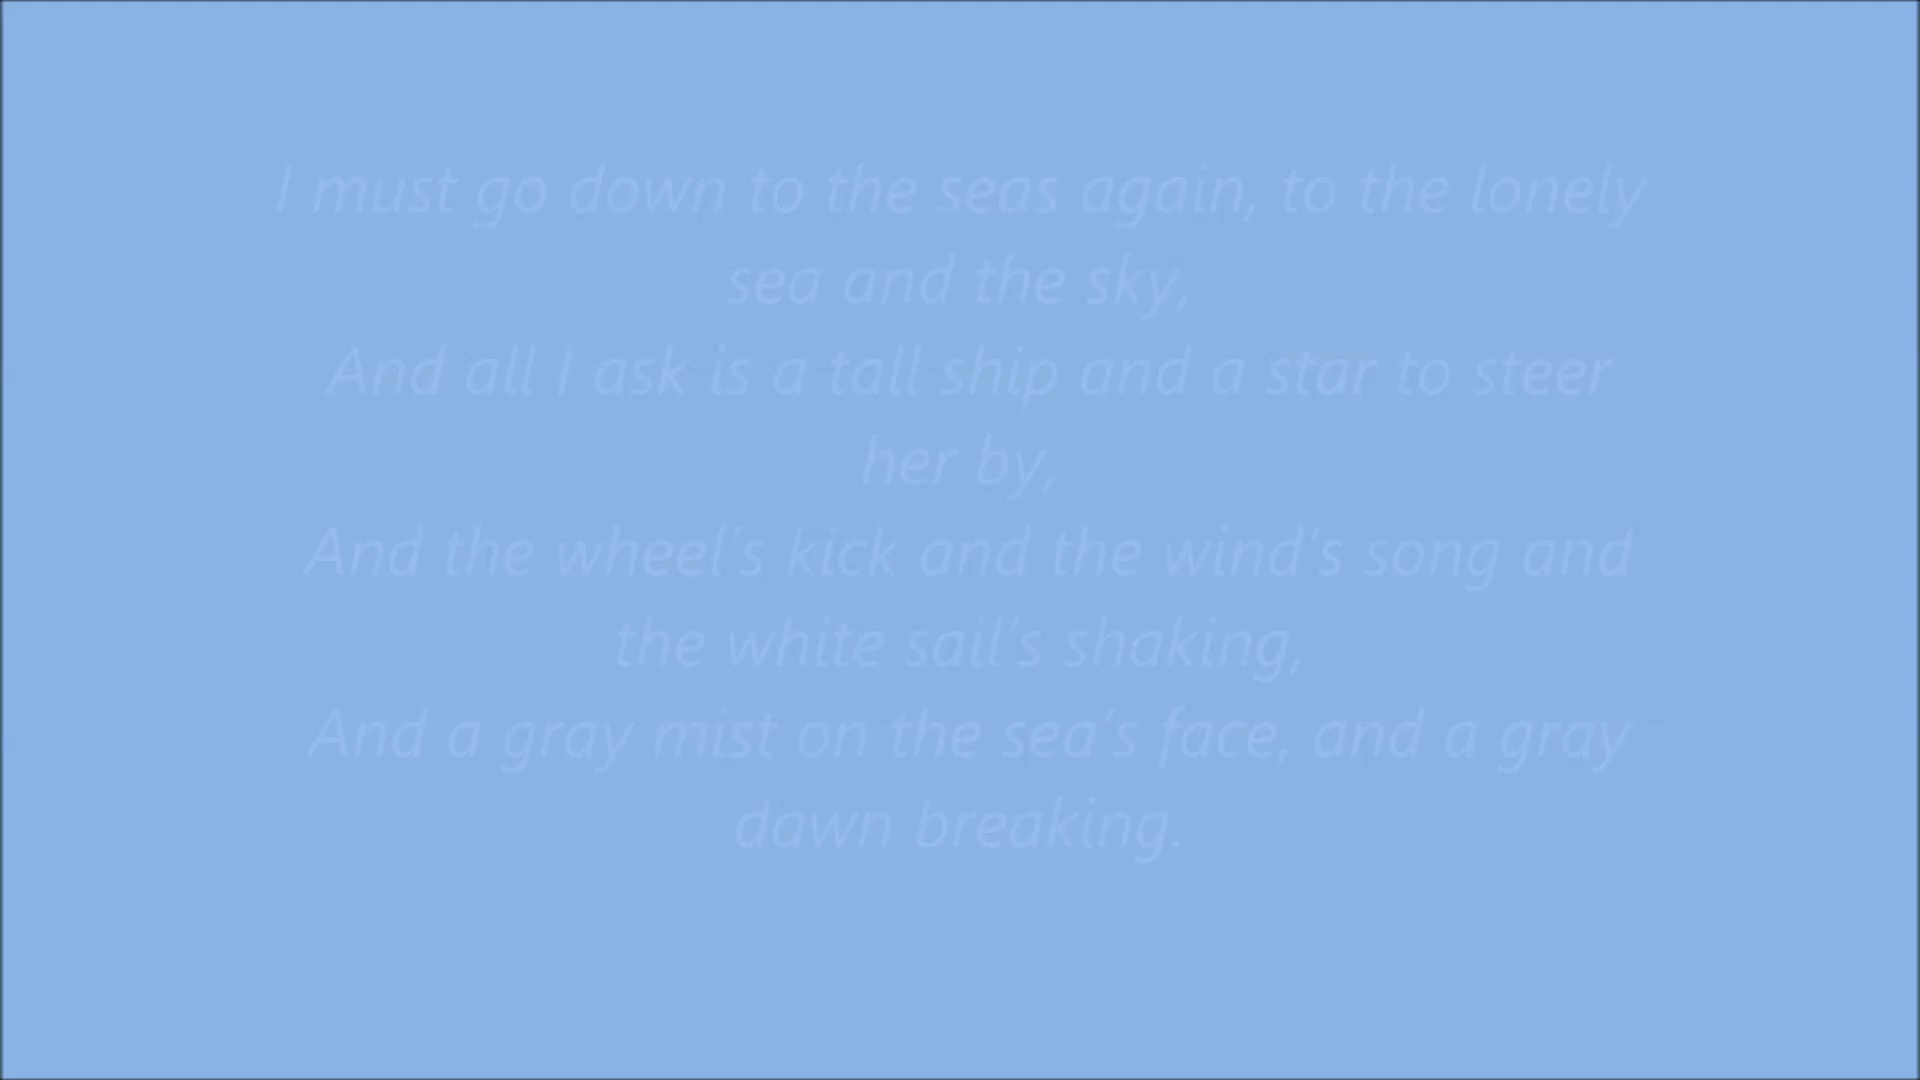 I must go down to the seas again, to the lonely
sea and the sky,
And all I ask is a tall ship and a star to steer
her by,
And the wheel's kick and the wind's song and
the white sail's shaking,
And a gray mist on the sea's face, and a gray
dawn breaking.